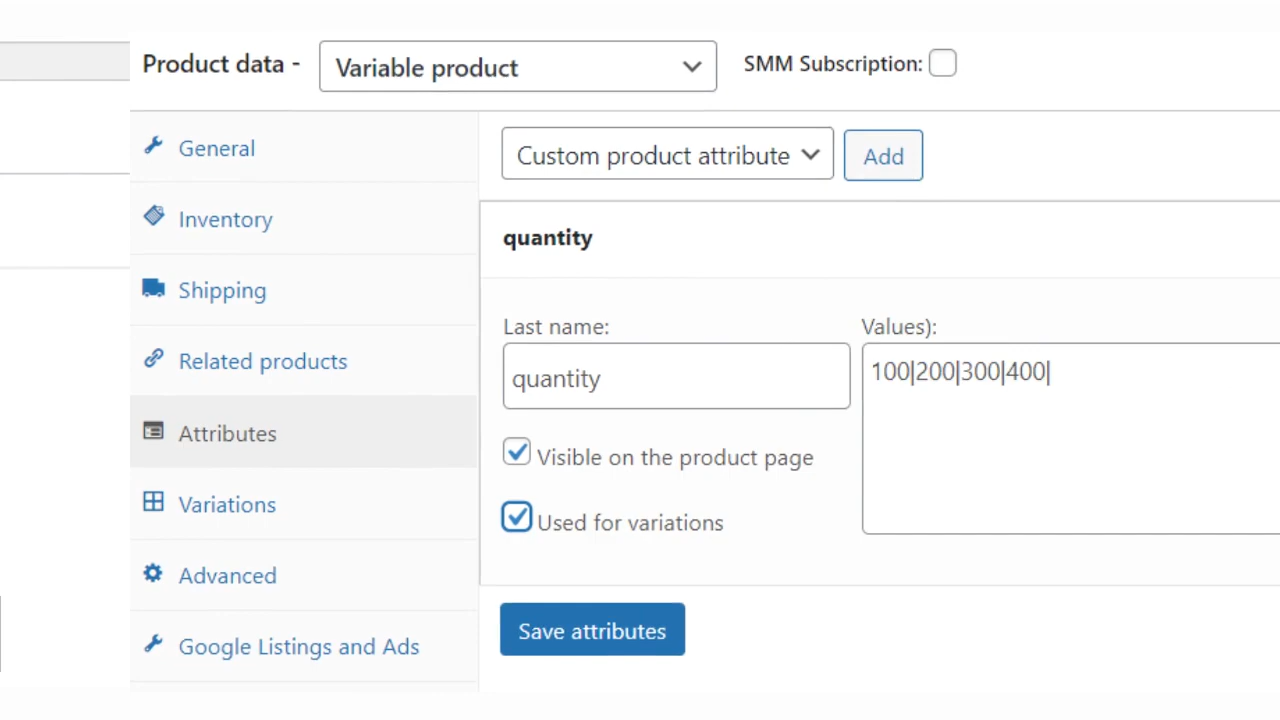 Product data - Variable product SMM Subscription:
General
Inventory
Shipping
Related products
Attributes
Variations
Advanced
Google Listings and Ads
Custom product attribute Add
quantity
Last name:
quantity
Visible on the product page
Used for variations
Values):
100|200|300|400|
Save attributes